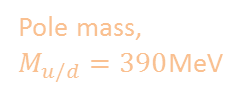 Pole mass,
M_{u/d} = 390MeV